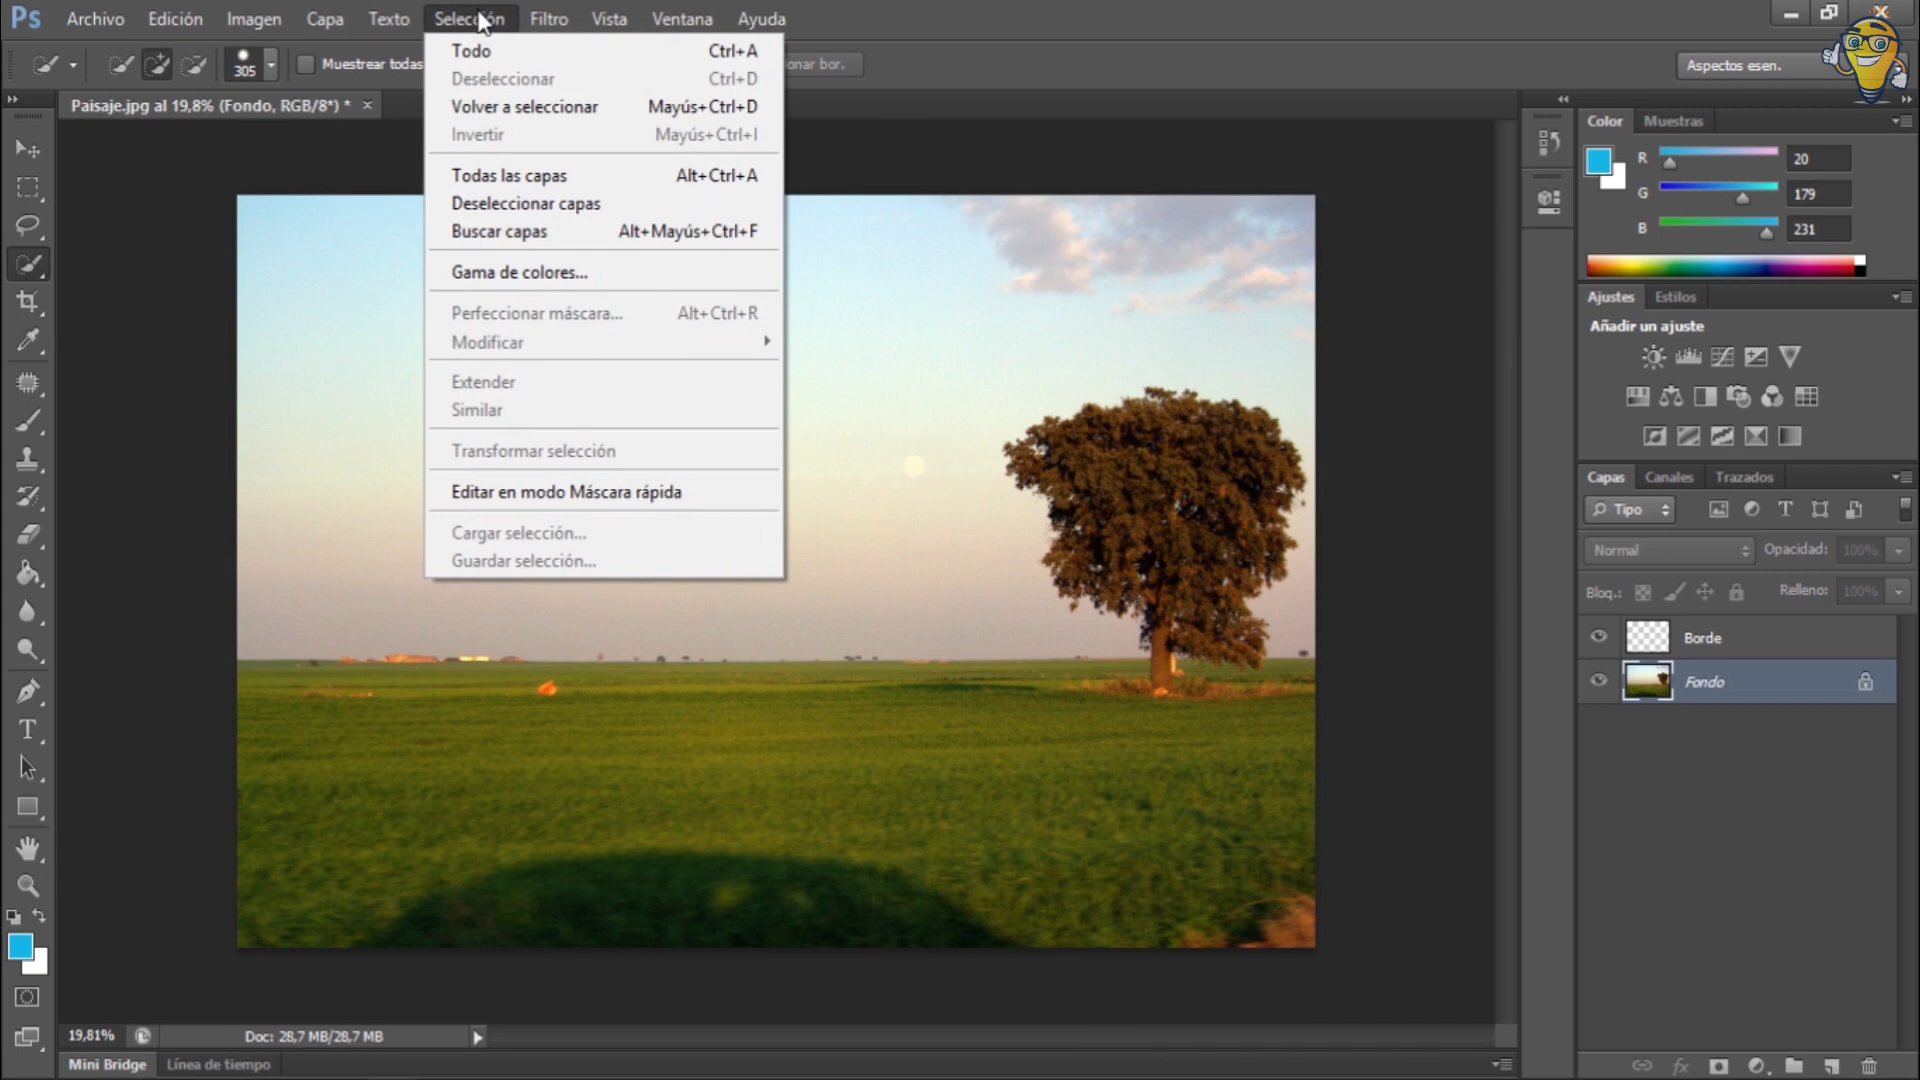 Ps Archivo Edición Imagen Capa Texto Selección Filtro Vista Ventana Ayuda
305 Muestrear todas onar bor. Aspectos esen.
Paisaje.jpg al 19,8% (Fondo, RGB/8*) * ×
Todo Ctrl+A
Deseleccionar Ctrl+D
Volver a seleccionar Mayús+Ctrl+D
Invertir Mayús+Ctrl+I
Todas las capas Alt+Ctrl+A
Deseleccionar capas
Buscar capas Alt+Mayús+Ctrl+F
Gama de colores...
Perfeccionar máscara... Alt+Ctrl+R
Modificar
Extender
Similar
Transformar selección
Editar en modo Máscara rápida
Cargar selección...
Guardar selección...
Color Muestras
R 20
G 179
B 231
Ajustes Estilos
Añadir un ajuste
Capas Canales Trazados
Tipo
Normal Opacidad: 100%
Bloq.: Relleno: 100%
Borde
Fondo
19,81% Doc: 28,7 MB/28,7 MB
Mini Bridge Línea de tiempo